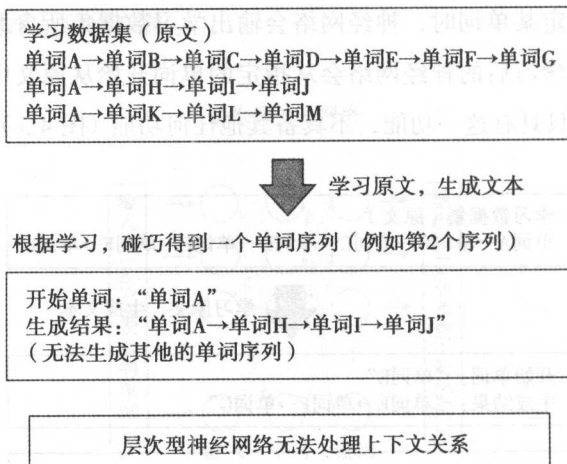 学习数据集（原文）
单词A→单词B→单词C→单词D→单词E→单词F→单词G
单词A→单词H→单词I→单词J
单词A→单词K→单词L→单词M
学习原文，生成文本
根据学习，碰巧得到一个单词序列（例如第2个序列）
开始单词：“单词A”
生成结果：“单词A→单词H→单词I→单词J”
（无法生成其他的单词序列）
层次型神经网络无法处理上下文关系